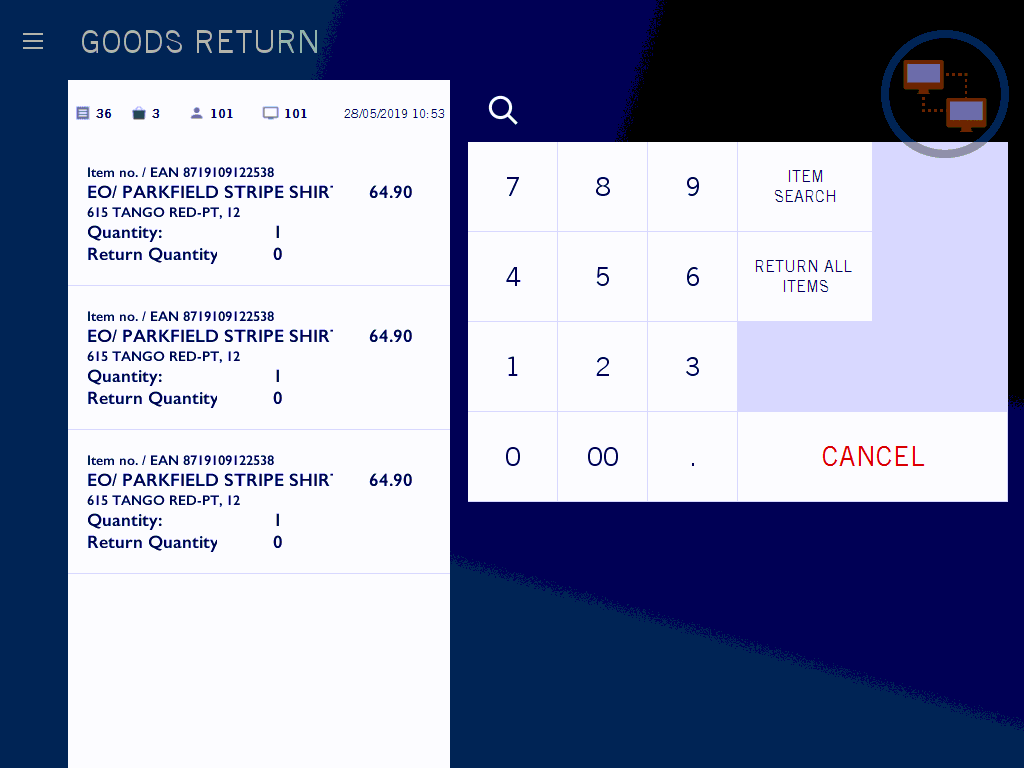 GOODS RETURN
36 3 101 101 28/05/2019 10:53
Item no. / EAN 8719109122538
EO/ PARKFIELD STRIPE SHIRT 64.90
615 TANGO RED-PT, 12
Quantity: 1
Return Quantity 0
Item no. / EAN 8719109122538
EO/ PARKFIELD STRIPE SHIRT 64.90
615 TANGO RED-PT, 12
Quantity: 1
Return Quantity 0
Item no. / EAN 8719109122538
EO/ PARKFIELD STRIPE SHIRT 64.90
615 TANGO RED-PT, 12
Quantity: 1
Return Quantity 0
7 8 9 ITEM
SEARCH
4 5 6 RETURN ALL
ITEMS
1 2 3
0 00 . CANCEL